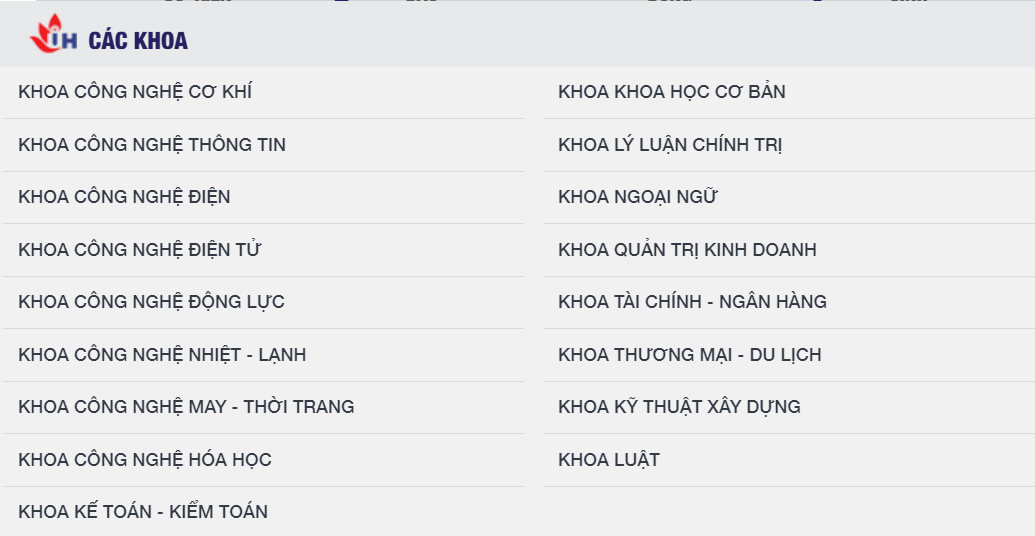 IH CÁC KHOA
KHOA CÔNG NGHỆ CƠ KHÍ
KHOA CÔNG NGHỆ THÔNG TIN
KHOA CÔNG NGHỆ ĐIỆN
KHOA CÔNG NGHỆ ĐIỆN TỬ
KHOA CÔNG NGHỆ ĐỘNG LỰC
KHOA CÔNG NGHỆ NHIỆT - LẠNH
KHOA CÔNG NGHỆ MAY - THỜI TRANG
KHOA CÔNG NGHỆ HÓA HỌC
KHOA KẾ TOÁN - KIỂM TOÁN
KHOA KHOA HỌC CƠ BẢN
KHOA LÝ LUẬN CHÍNH TRỊ
KHOA NGOẠI NGỮ
KHOA QUẢN TRỊ KINH DOANH
KHOA TÀI CHÍNH - NGÂN HÀNG
KHOA THƯƠNG MẠI - DU LỊCH
KHOA KỸ THUẬT XÂY DỰNG
KHOA LUẬT